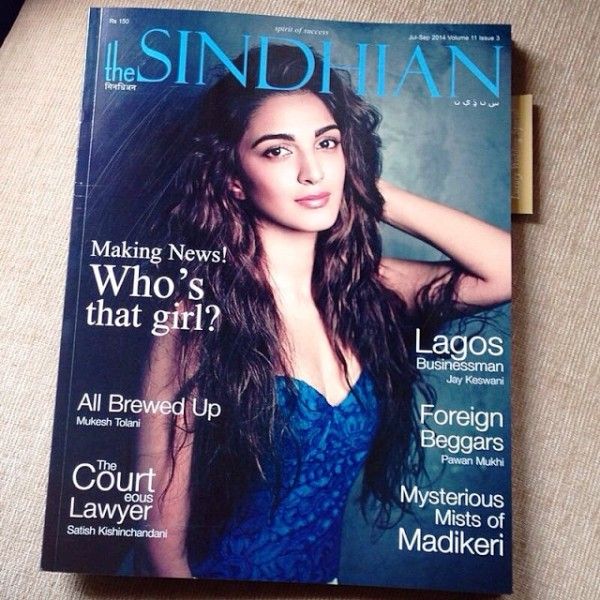 Rs 150
spirit of success
Jul-Sep 2014 Volume 11 Issue 3
the SINDHIAN
सिनधिअन
Making News!
Who's
that girl?
Lagos
Businessman
Jay Keswani
All Brewed Up
Mukesh Tolani
Foreign
Beggars
Pawan Mukhi
The
Court
eous
Lawyer
Satish Kishinchandani
Mysterious
Mists of
Madikeri